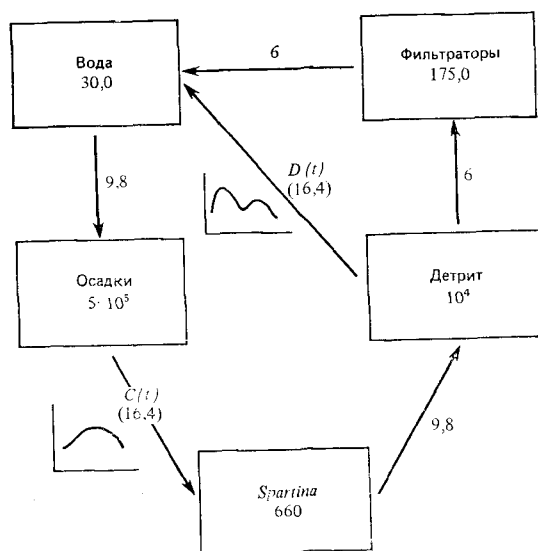 Вода
30,0
6
Фильтраторы
175,0
9,8
D (t)
(16,4)
6
Осадки
5· 10⁵
Детрит
10⁴
C(t)
(16,4)
9,8
Spartina
660